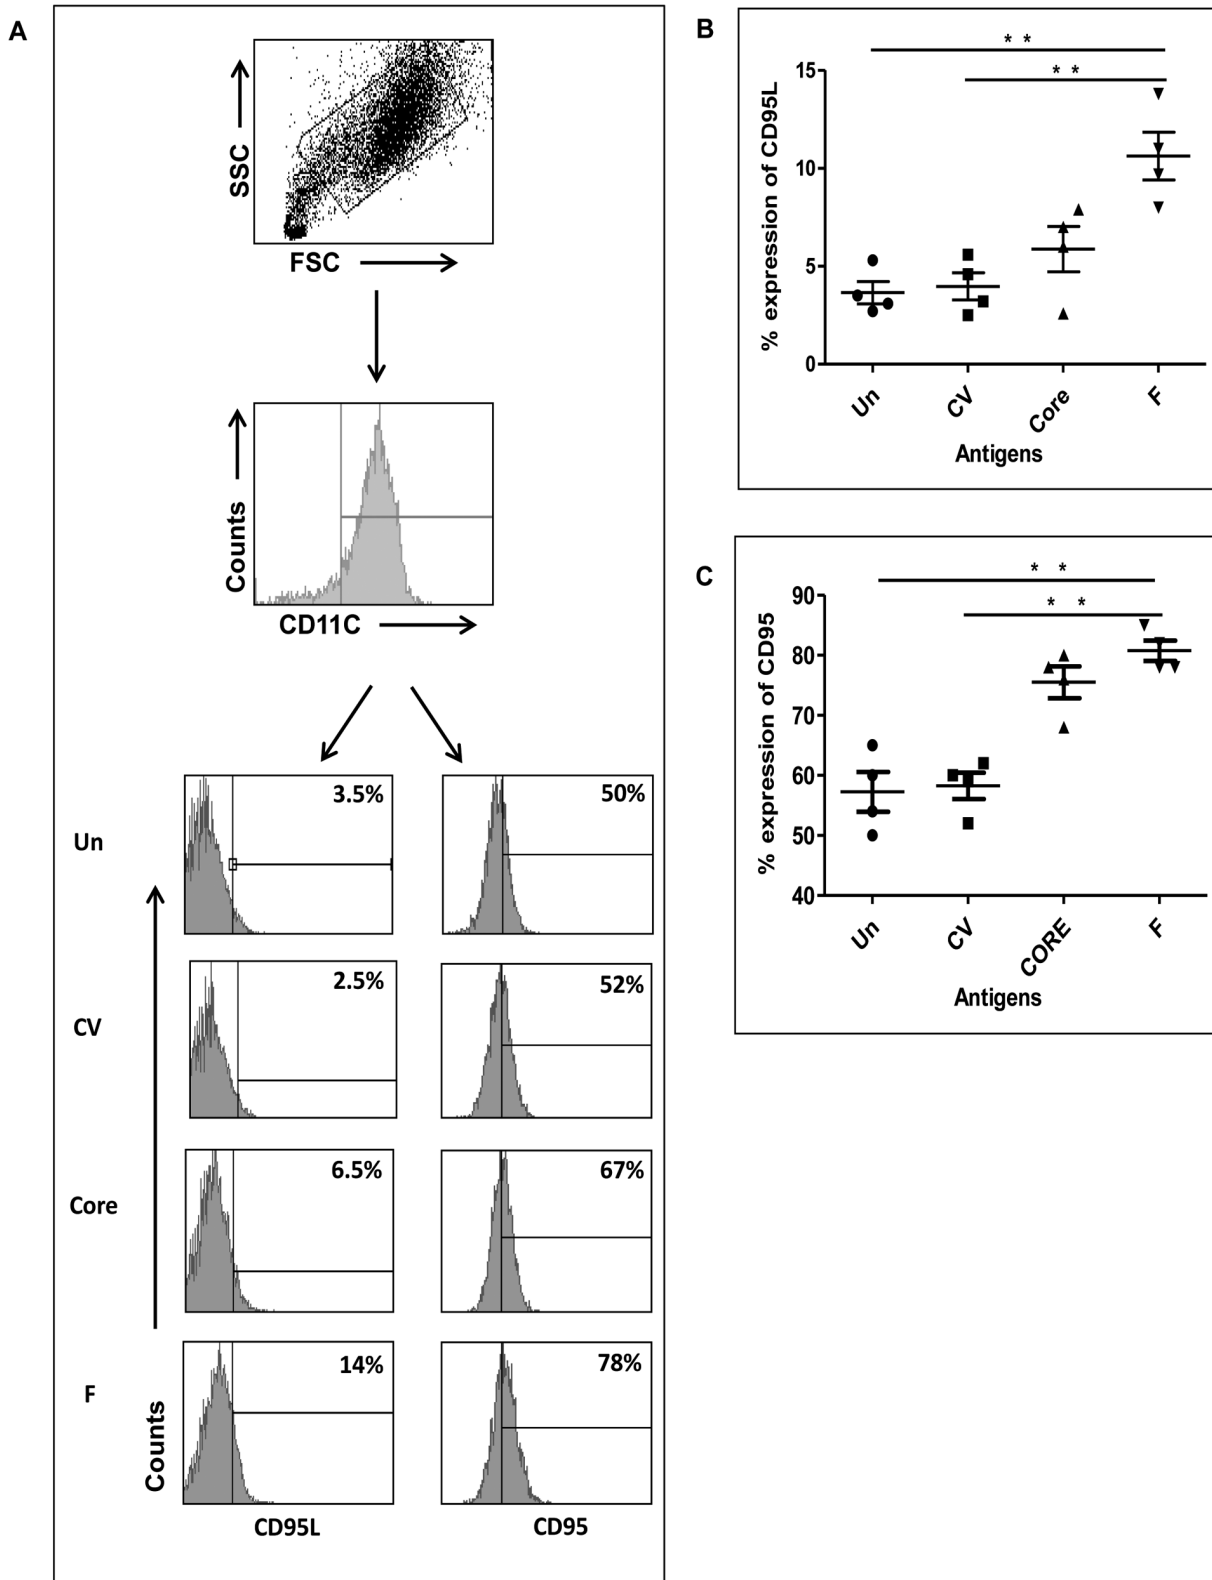 A
SSC
FSC
Counts
CD11C
Un
3.5%
50%
CV
2.5%
52%
Core
6.5%
67%
F
14%
78%
Counts
CD95L
CD95
B
* *
* *
% expression of CD95L
15
10
5
0
Un
CV
Core
F
Antigens
C
* *
* *
% expression of CD95
90
80
70
60
50
40
Un
CV
CORE
F
Antigens